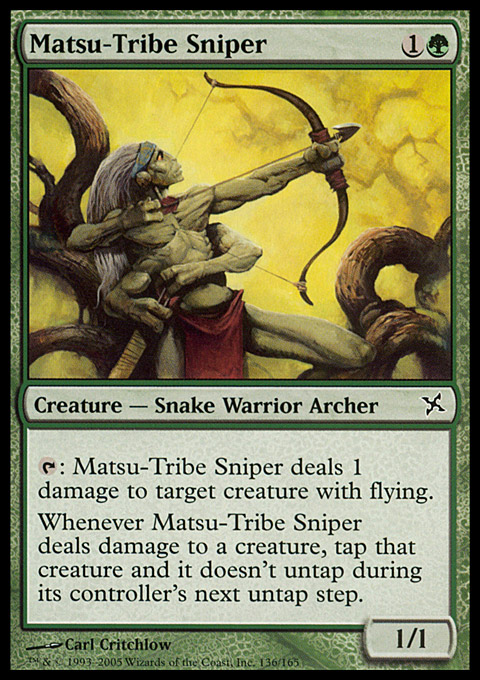 Matsu-Tribe Sniper 1
Creature — Snake Warrior Archer
: Matsu-Tribe Sniper deals 1
damage to target creature with flying.
Whenever Matsu-Tribe Sniper
deals damage to a creature, tap that
creature and it doesn't untap during
its controller's next untap step.
Carl Critchlow
1/1
™ & © 1993–2005 Wizards of the Coast, Inc. 136/165